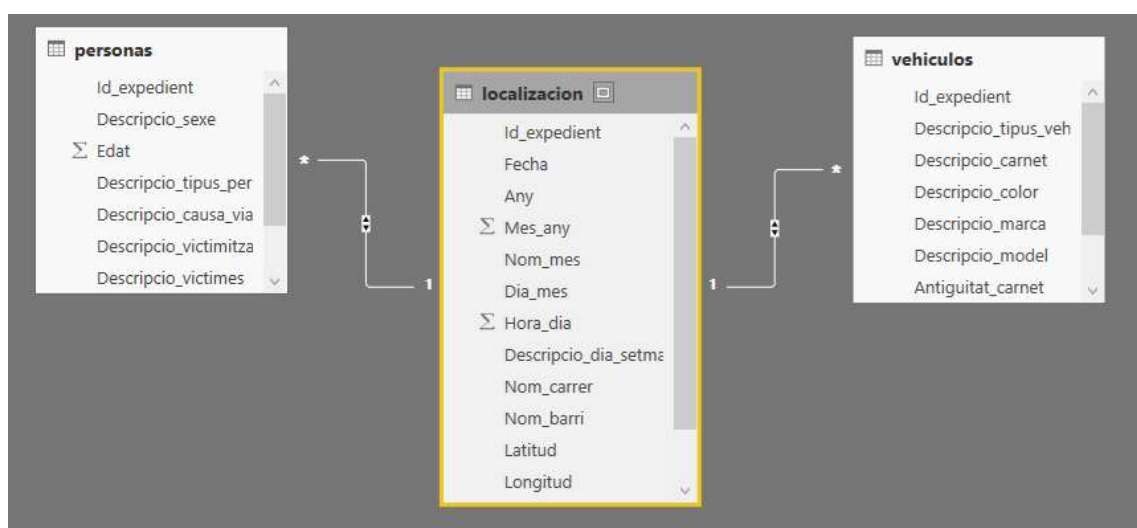 personas
Id_expedient
Descripcio_sexe
Σ Edat
Descripcio_tipus_per
Descripcio_causa_via
Descripcio_victimitza
Descripcio_victimes
*
1
localizacion
Id_expedient
Fecha
Any
Σ Mes_any
Nom_mes
Dia_mes
Σ Hora_dia
Descripcio_dia_setma
Nom_carrer
Nom_barri
Latitud
Longitud
1
*
vehiculos
Id_expedient
Descripcio_tipus_veh
Descripcio_carnet
Descripcio_color
Descripcio_marca
Descripcio_model
Antiguitat_carnet